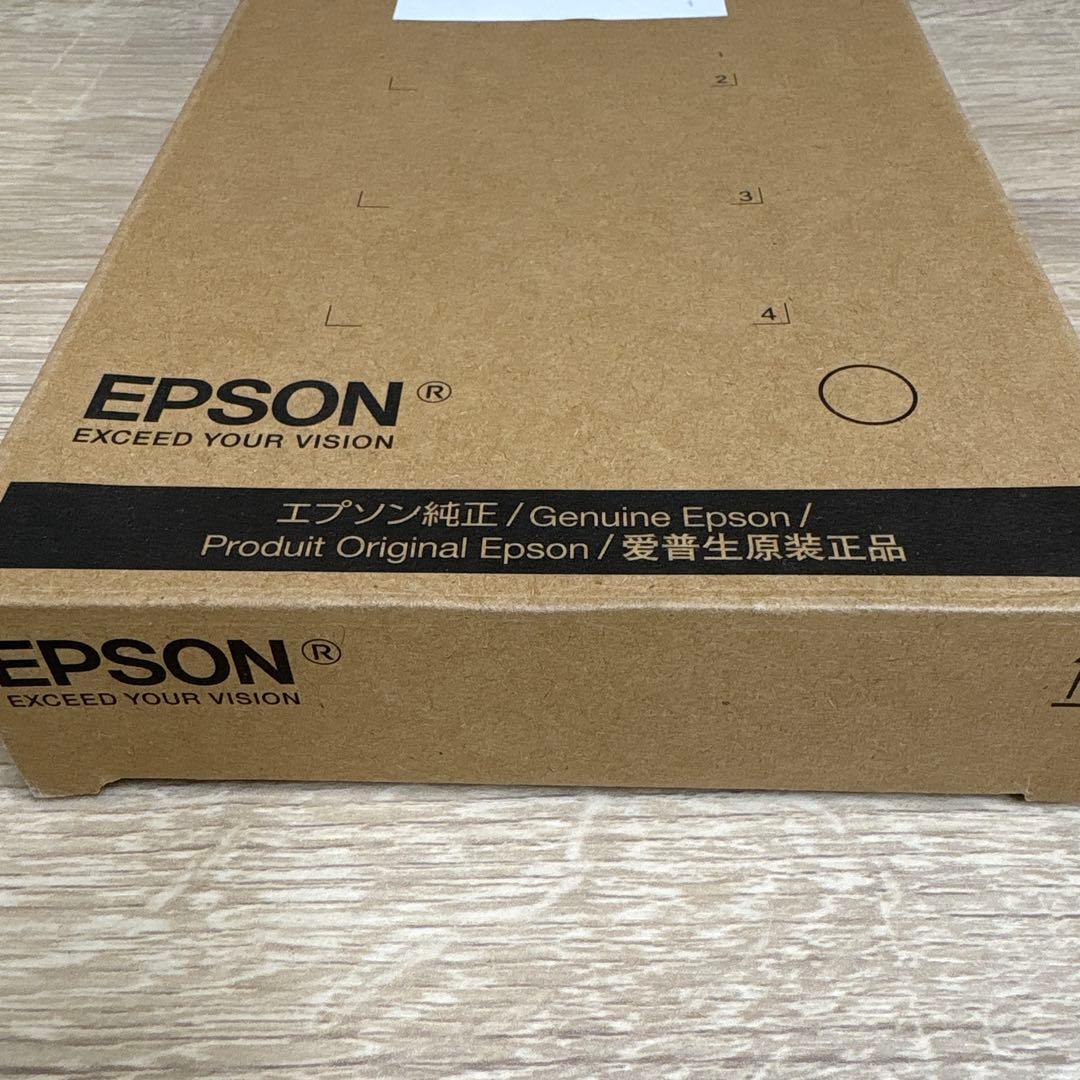 2
3
4
EPSON®
EXCEED YOUR VISION
エプソン純正 / Genuine Epson /
Produit Original Epson / 爱普生原装正品
EPSON®
EXCEED YOUR VISION